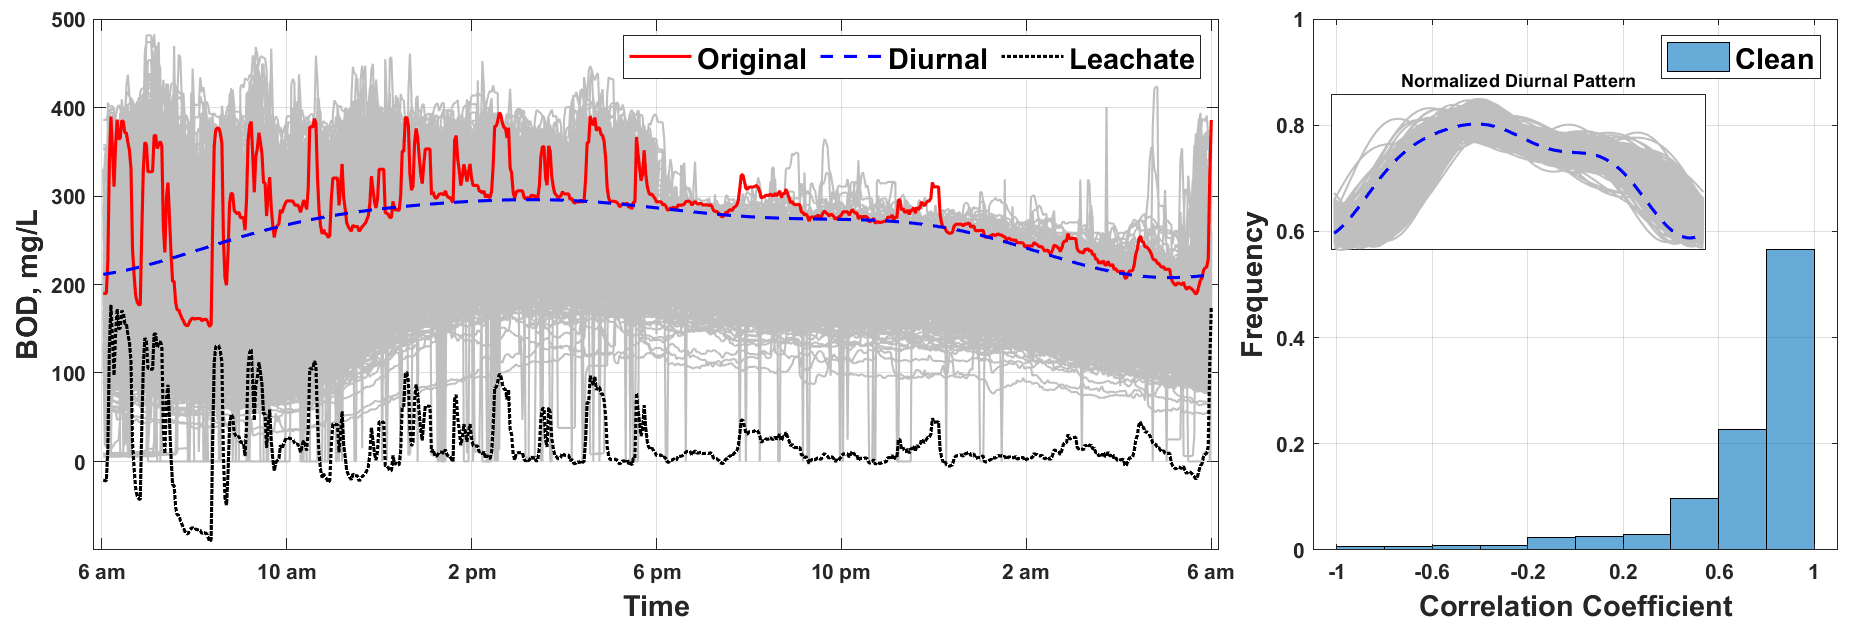 500
450
400
300
200
100
0
BOD, mg/L
Original
Diurnal
Leachate
6 am
10 am
2 pm
6 pm
10 pm
2 am
6 am
Time
1
0.8
0.6
0.4
0.2
0
Frequency
Clean
Normalized Diurnal Pattern
-1
-0.6
-0.2
0.2
0.6
1
Correlation Coefficient